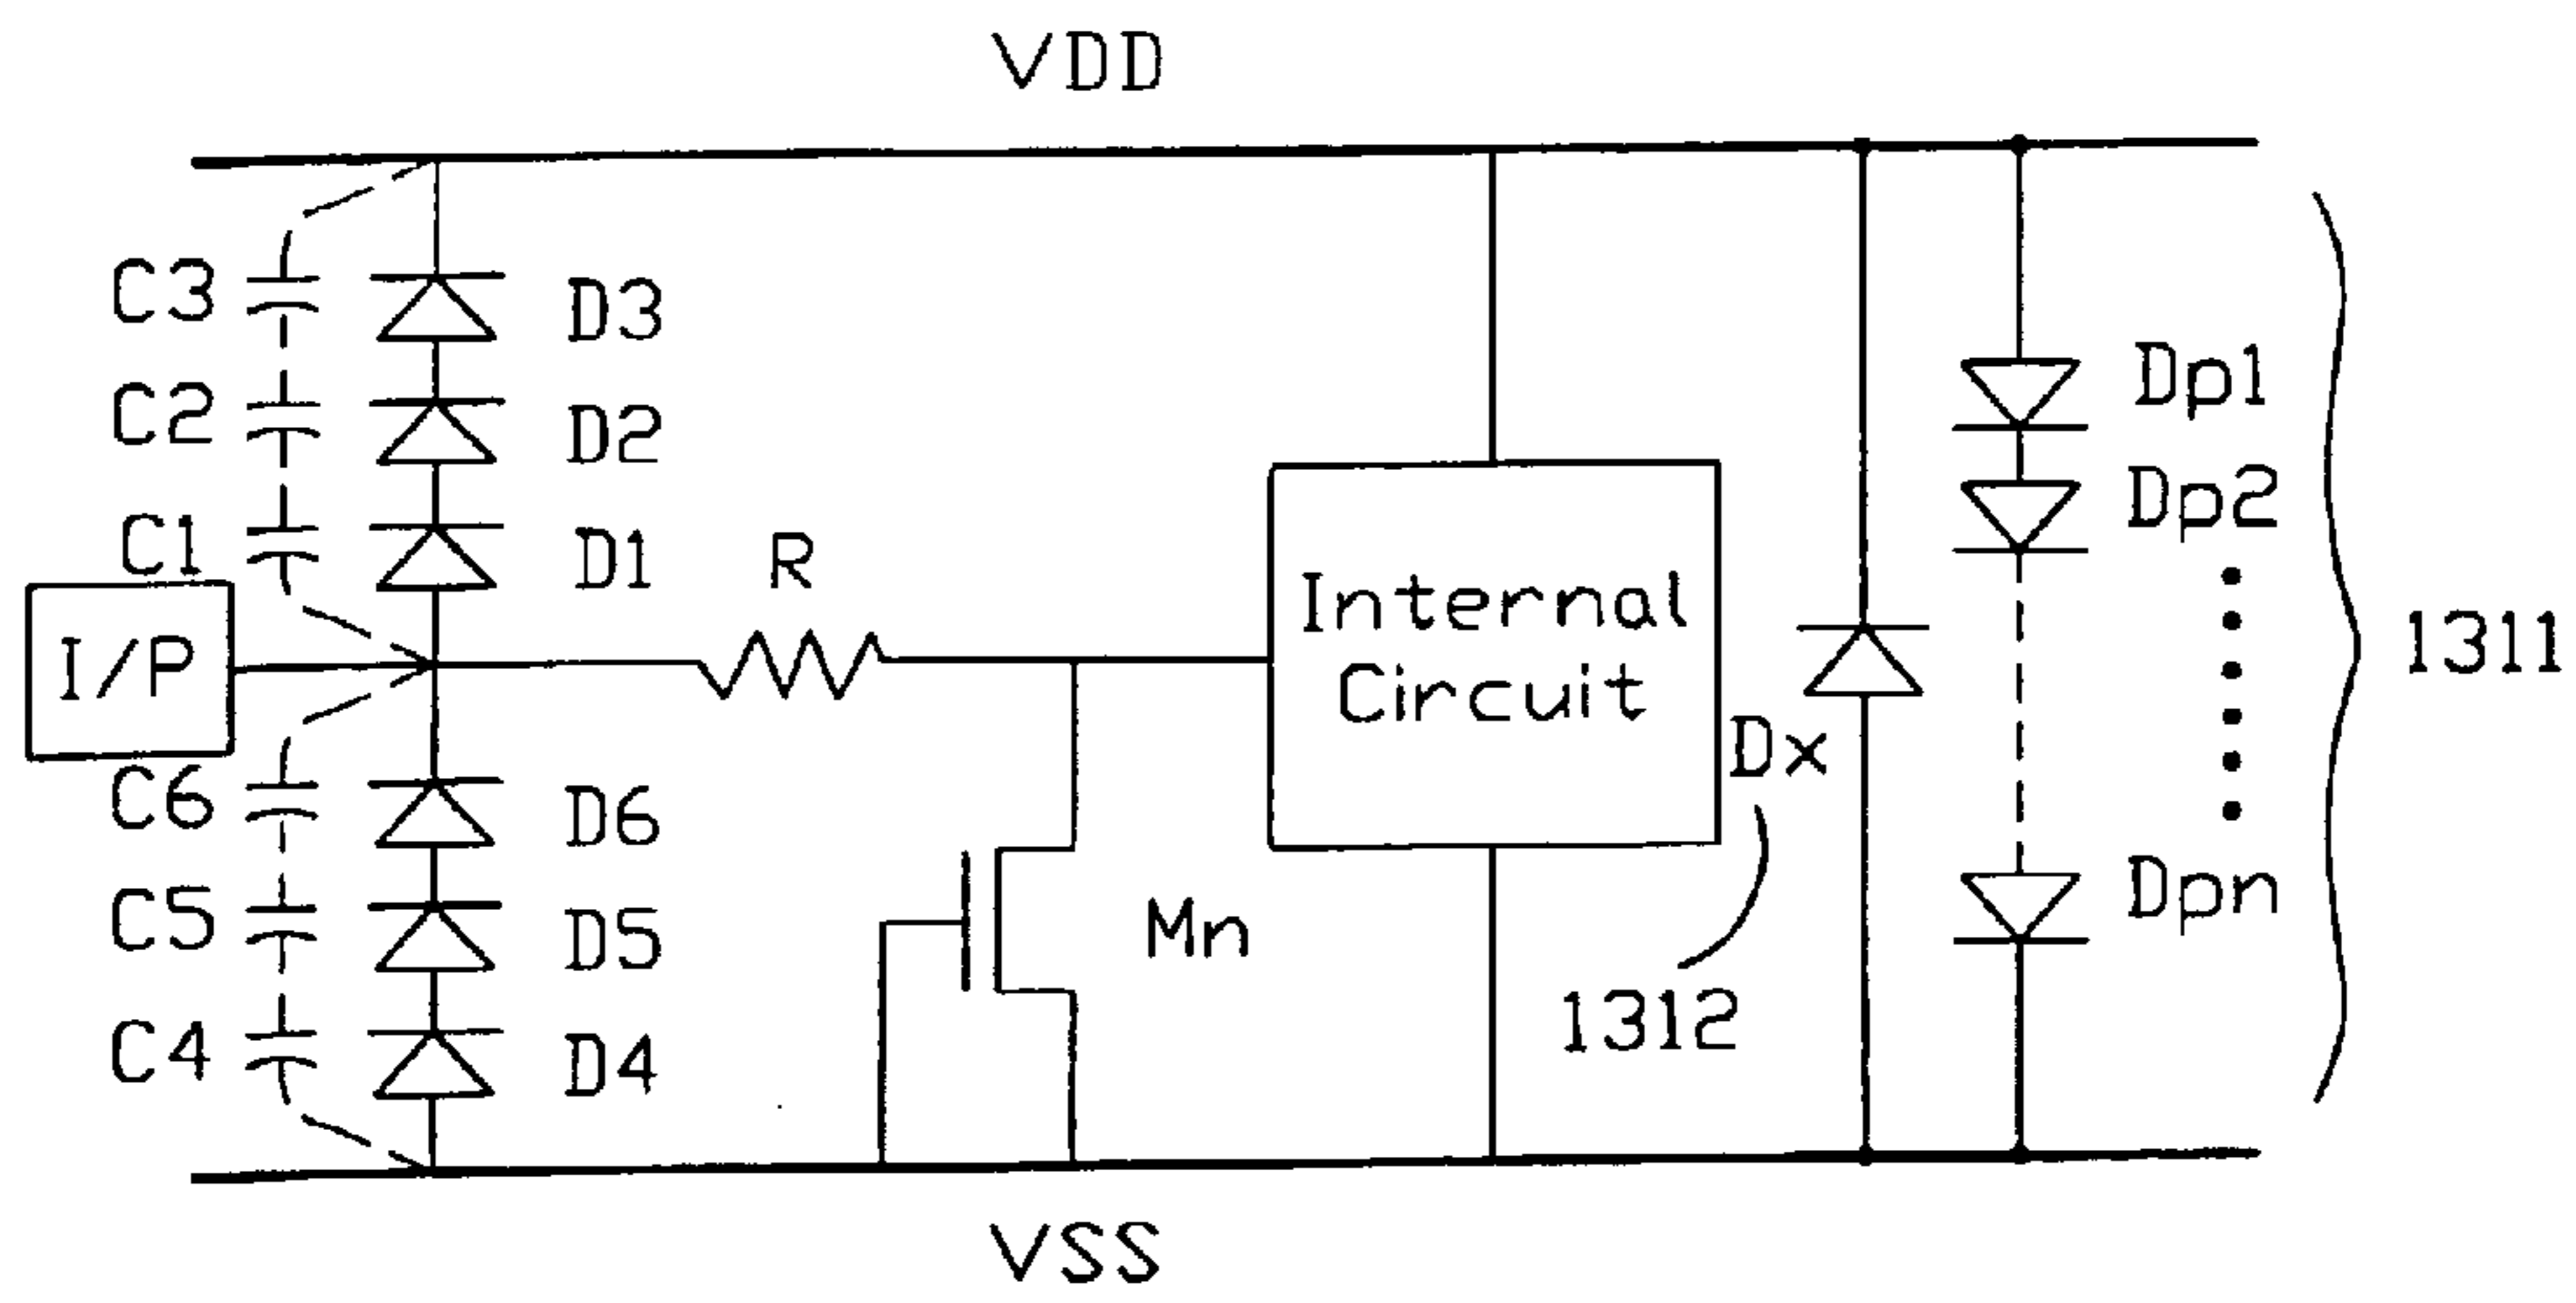 VDD
C3
D3
C2
D2
C1
D1
R
I/P
Internal
Circuit
Dp1
Dp2
1311
Dx
C6
D6
C5
D5
Mn
Dpn
1312
C4
D4
VSS